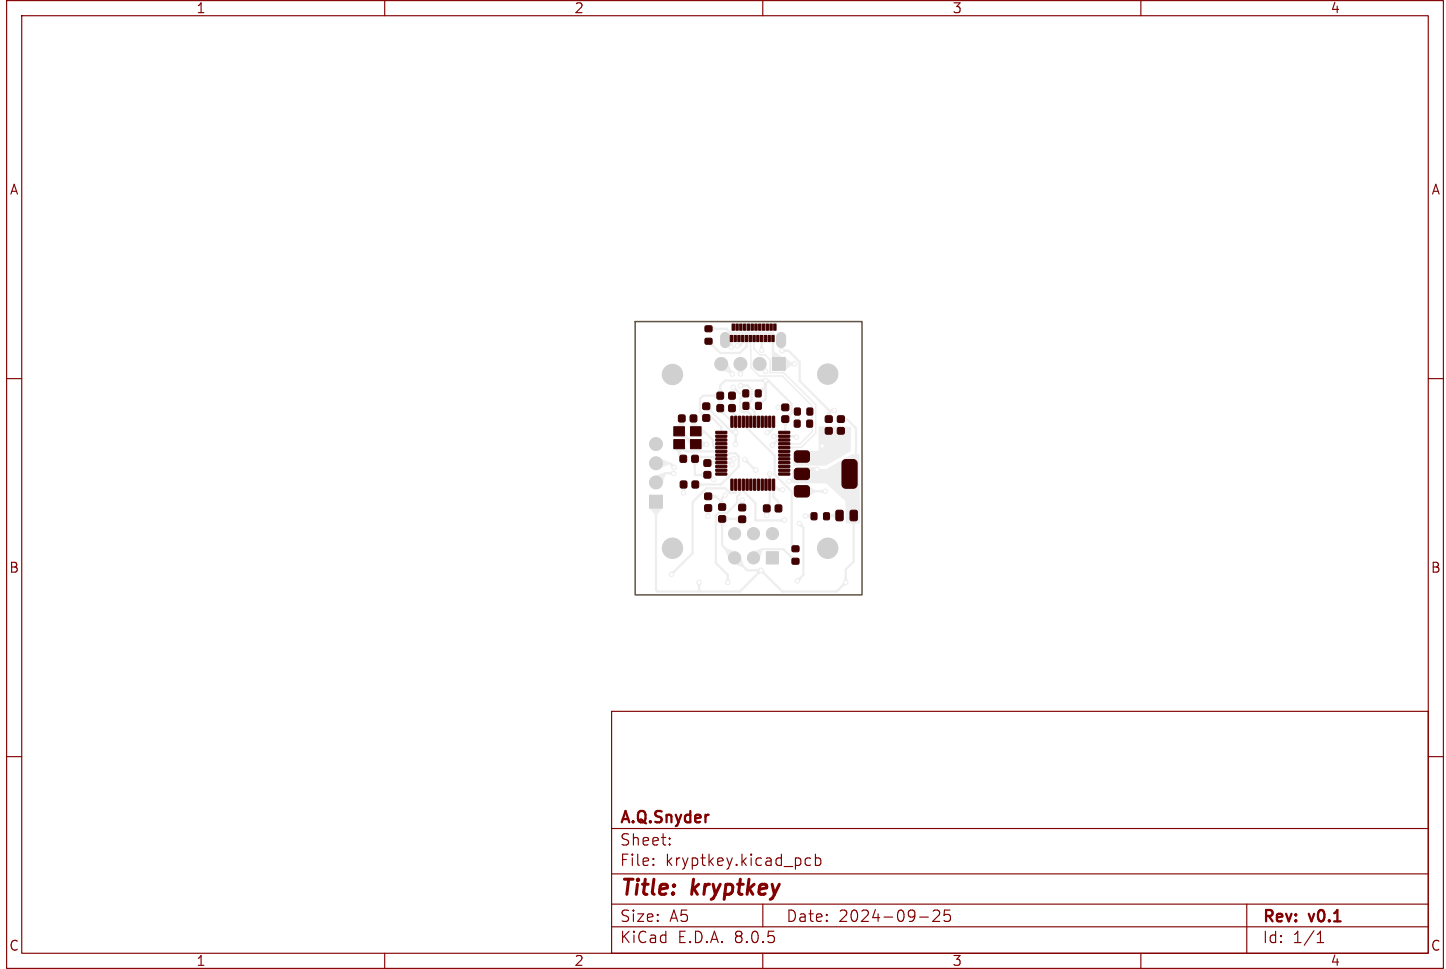 1 2 3 4
A A
B B
A.Q.Snyder
Sheet:
File: kryptkey.kicad_pcb
Title: kryptkey
Size: A5 Date: 2024-09-25 Rev: v0.1
KiCad E.D.A. 8.0.5 Id: 1/1
C C
1 2 3 4